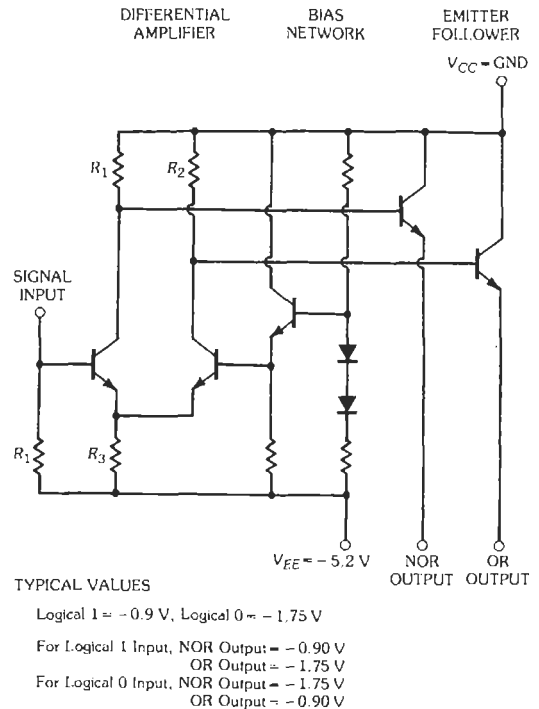 DIFFERENTIAL
AMPLIFIER
BIAS
NETWORK
EMITTER
FOLLOWER
VCC = GND
R1
R2
SIGNAL
INPUT
R1
R3
VEE = − 5.2 V
NOR
OUTPUT
OR
OUTPUT
TYPICAL VALUES
Logical 1 = − 0.9 V, Logical 0 = − 1.75 V
For Logical 1 Input, NOR Output = − 0.90 V
OR Output = − 1.75 V
For Logical 0 Input, NOR Output = − 1.75 V
OR Output = − 0.90 V